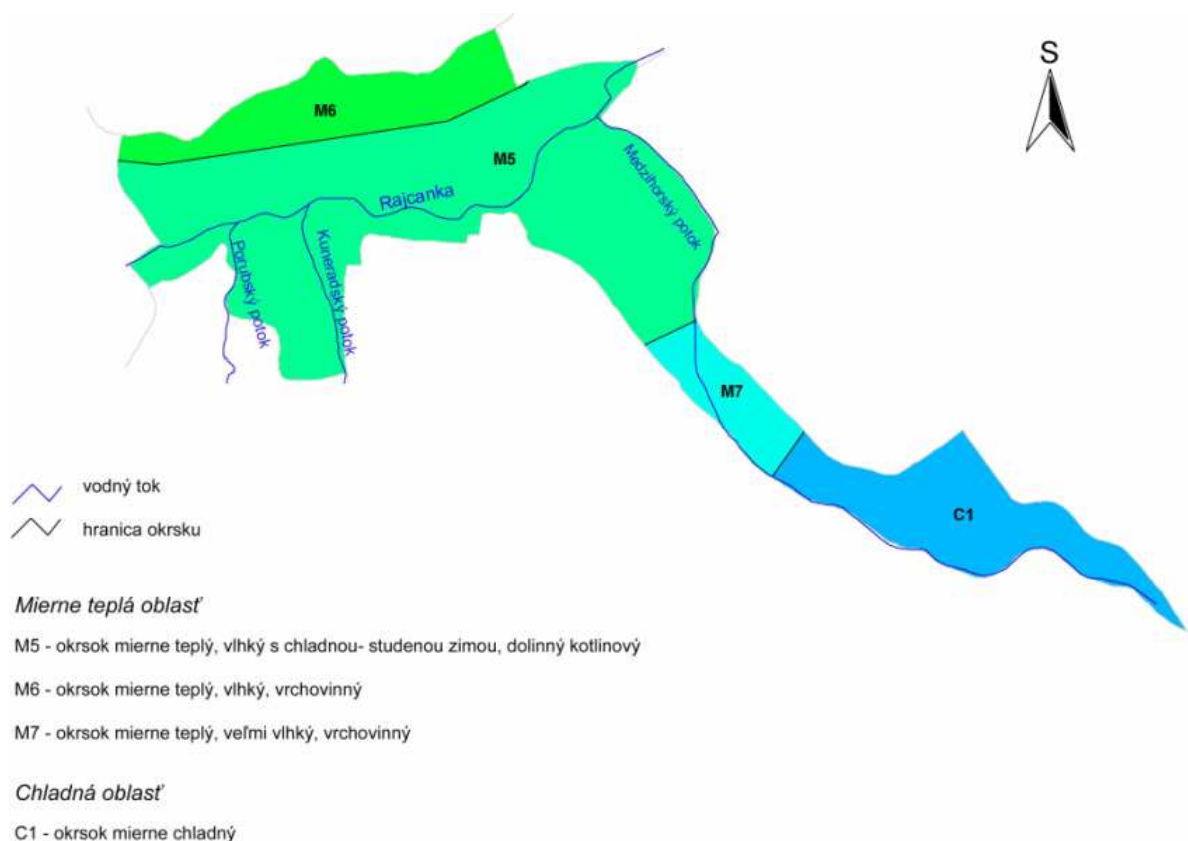 S
M6
M5
Medzihorský potok
Rajcanka
Porubský potok
Kuneradský potok
M7
C1
vodný tok
hranica okrsku
Mierne teplá oblasť
M5 - okrsok mierne teplý, vlhký s chladnou- studenou zimou, dolinný kotlinový
M6 - okrsok mierne teplý, vlhký, vrchovinný
M7 - okrsok mierne teplý, veľmi vlhký, vrchovinný
Chladná oblasť
C1 - okrsok mierne chladný